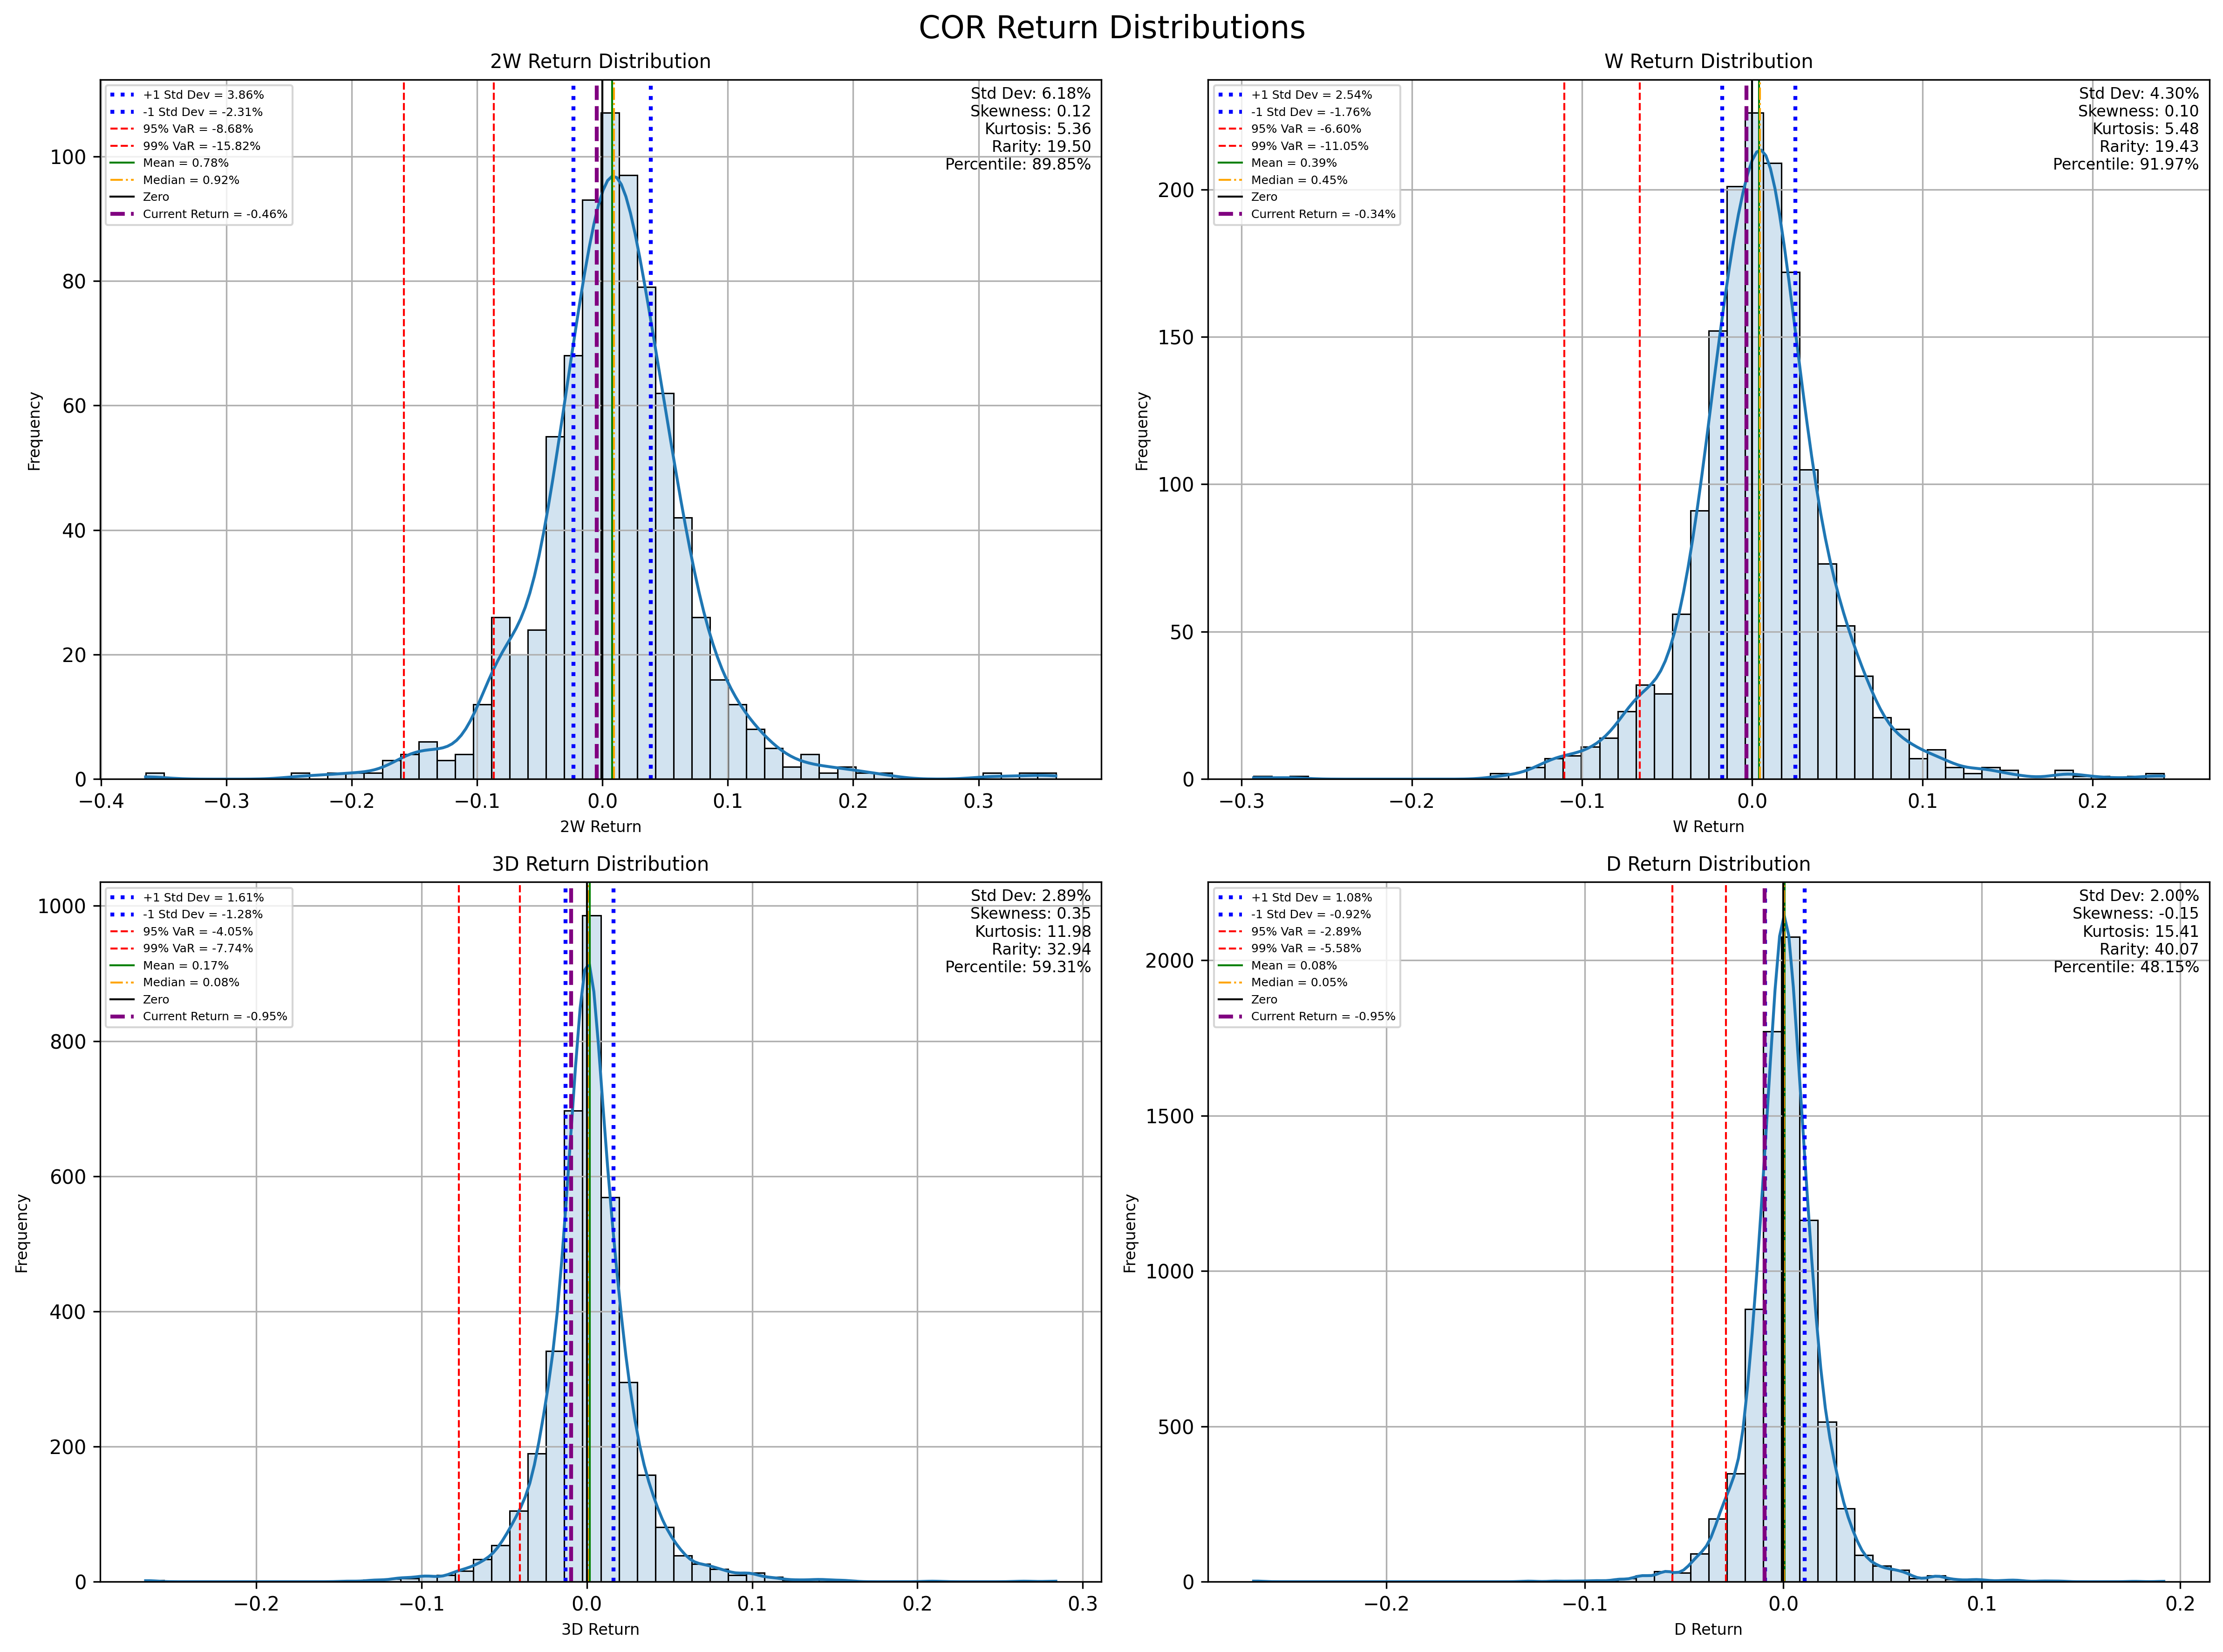 COR Return Distributions
2W Return Distribution
+1 Std Dev = 3.86%
-1 Std Dev = -2.31%
95% VaR = -8.68%
99% VaR = -15.82%
Mean = 0.78%
Median = 0.92%
Zero
Current Return = -0.46%
Std Dev: 6.18%
Skewness: 0.12
Kurtosis: 5.36
Rarity: 19.50
Percentile: 89.85%
Frequency
100
80
60
40
20
0
−0.4 −0.3 −0.2 −0.1 0.0 0.1 0.2 0.3
2W Return
W Return Distribution
+1 Std Dev = 2.54%
-1 Std Dev = -1.76%
95% VaR = -6.60%
99% VaR = -11.05%
Mean = 0.39%
Median = 0.45%
Zero
Current Return = -0.34%
Std Dev: 4.30%
Skewness: 0.10
Kurtosis: 5.48
Rarity: 19.43
Percentile: 91.97%
Frequency
200
150
100
50
0
−0.3 −0.2 −0.1 0.0 0.1 0.2
W Return
3D Return Distribution
+1 Std Dev = 1.61%
-1 Std Dev = -1.28%
95% VaR = -4.05%
99% VaR = -7.74%
Mean = 0.17%
Median = 0.08%
Zero
Current Return = -0.95%
Std Dev: 2.89%
Skewness: 0.35
Kurtosis: 11.98
Rarity: 32.94
Percentile: 59.31%
Frequency
1000
800
600
400
200
0
−0.2 −0.1 0.0 0.1 0.2 0.3
3D Return
D Return Distribution
+1 Std Dev = 1.08%
-1 Std Dev = -0.92%
95% VaR = -2.89%
99% VaR = -5.58%
Mean = 0.08%
Median = 0.05%
Zero
Current Return = -0.95%
Std Dev: 2.00%
Skewness: -0.15
Kurtosis: 15.41
Rarity: 40.07
Percentile: 48.15%
Frequency
2000
1500
1000
500
0
−0.2 −0.1 0.0 0.1 0.2
D Return